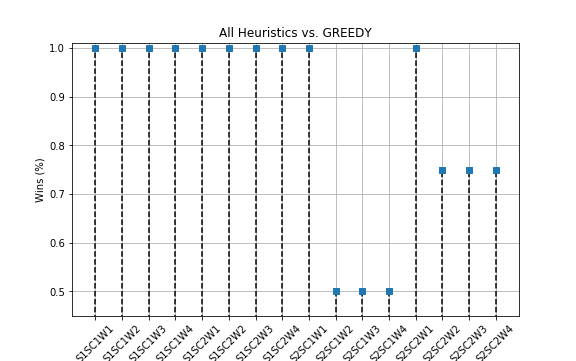 All Heuristics vs. GREEDY
Wins (%)
1.0
0.9
0.8
0.7
0.6
0.5
S1SC1W1
S1SC1W2
S1SC1W3
S1SC1W4
S1SC2W1
S1SC2W2
S1SC2W3
S1SC2W4
S2SC1W1
S2SC1W2
S2SC1W3
S2SC1W4
S2SC2W1
S2SC2W2
S2SC2W3
S2SC2W4